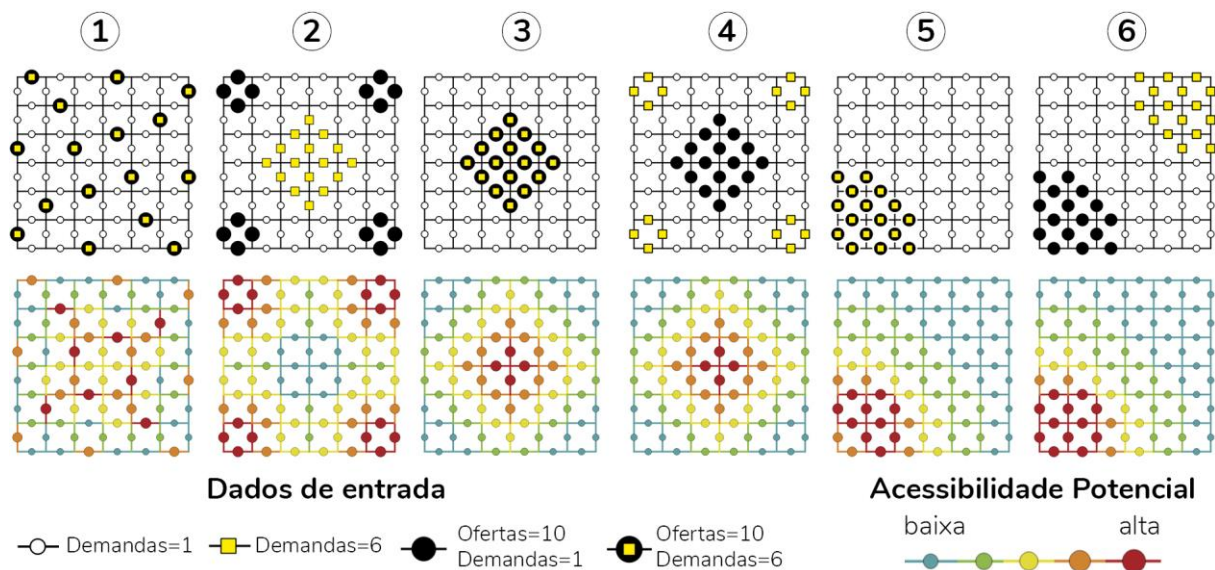 1 2 3 4 5 6
Dados de entrada
Demandas=1
Demandas=6
Ofertas=10
Demandas=1
Ofertas=10
Demandas=6
Acessibilidade Potencial
baixa alta